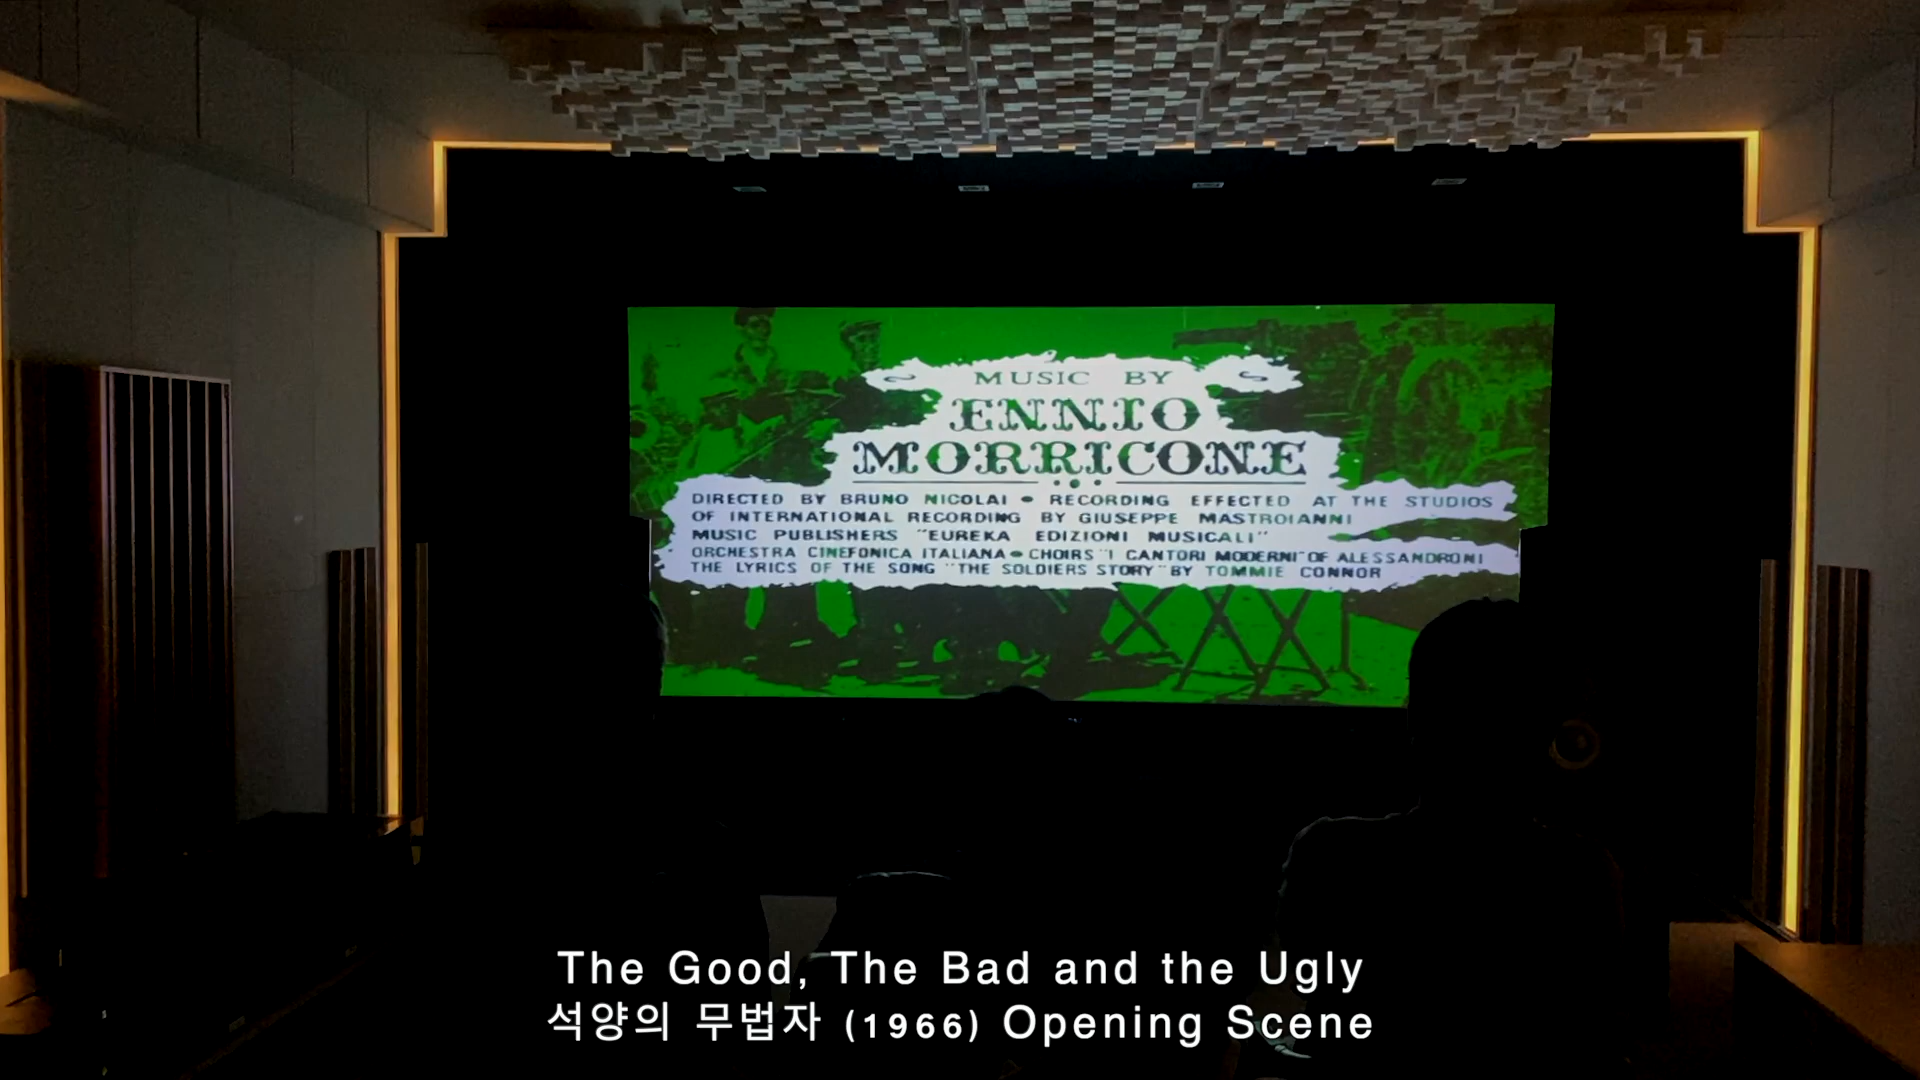 MUSIC BY
ENNIO
MORRICONE
DIRECTED BY BRUNO NICOLAI • RECORDING EFFECTED AT THE STUDIOS
OF INTERNATIONAL RECORDING BY GIUSEPPE MASTROIANNI
MUSIC PUBLISHERS "EUREKA EDIZIONI MUSICALI"
ORCHESTRA CINEFONICA ITALIANA • CHOIRS "I CANTORI MODERNI" OF ALESSANDRONI
THE LYRICS OF THE SONG "THE SOLDIERS STORY" BY TOMMIE CONNOR
The Good, The Bad and the Ugly
석양의 무법자 (1966) Opening Scene